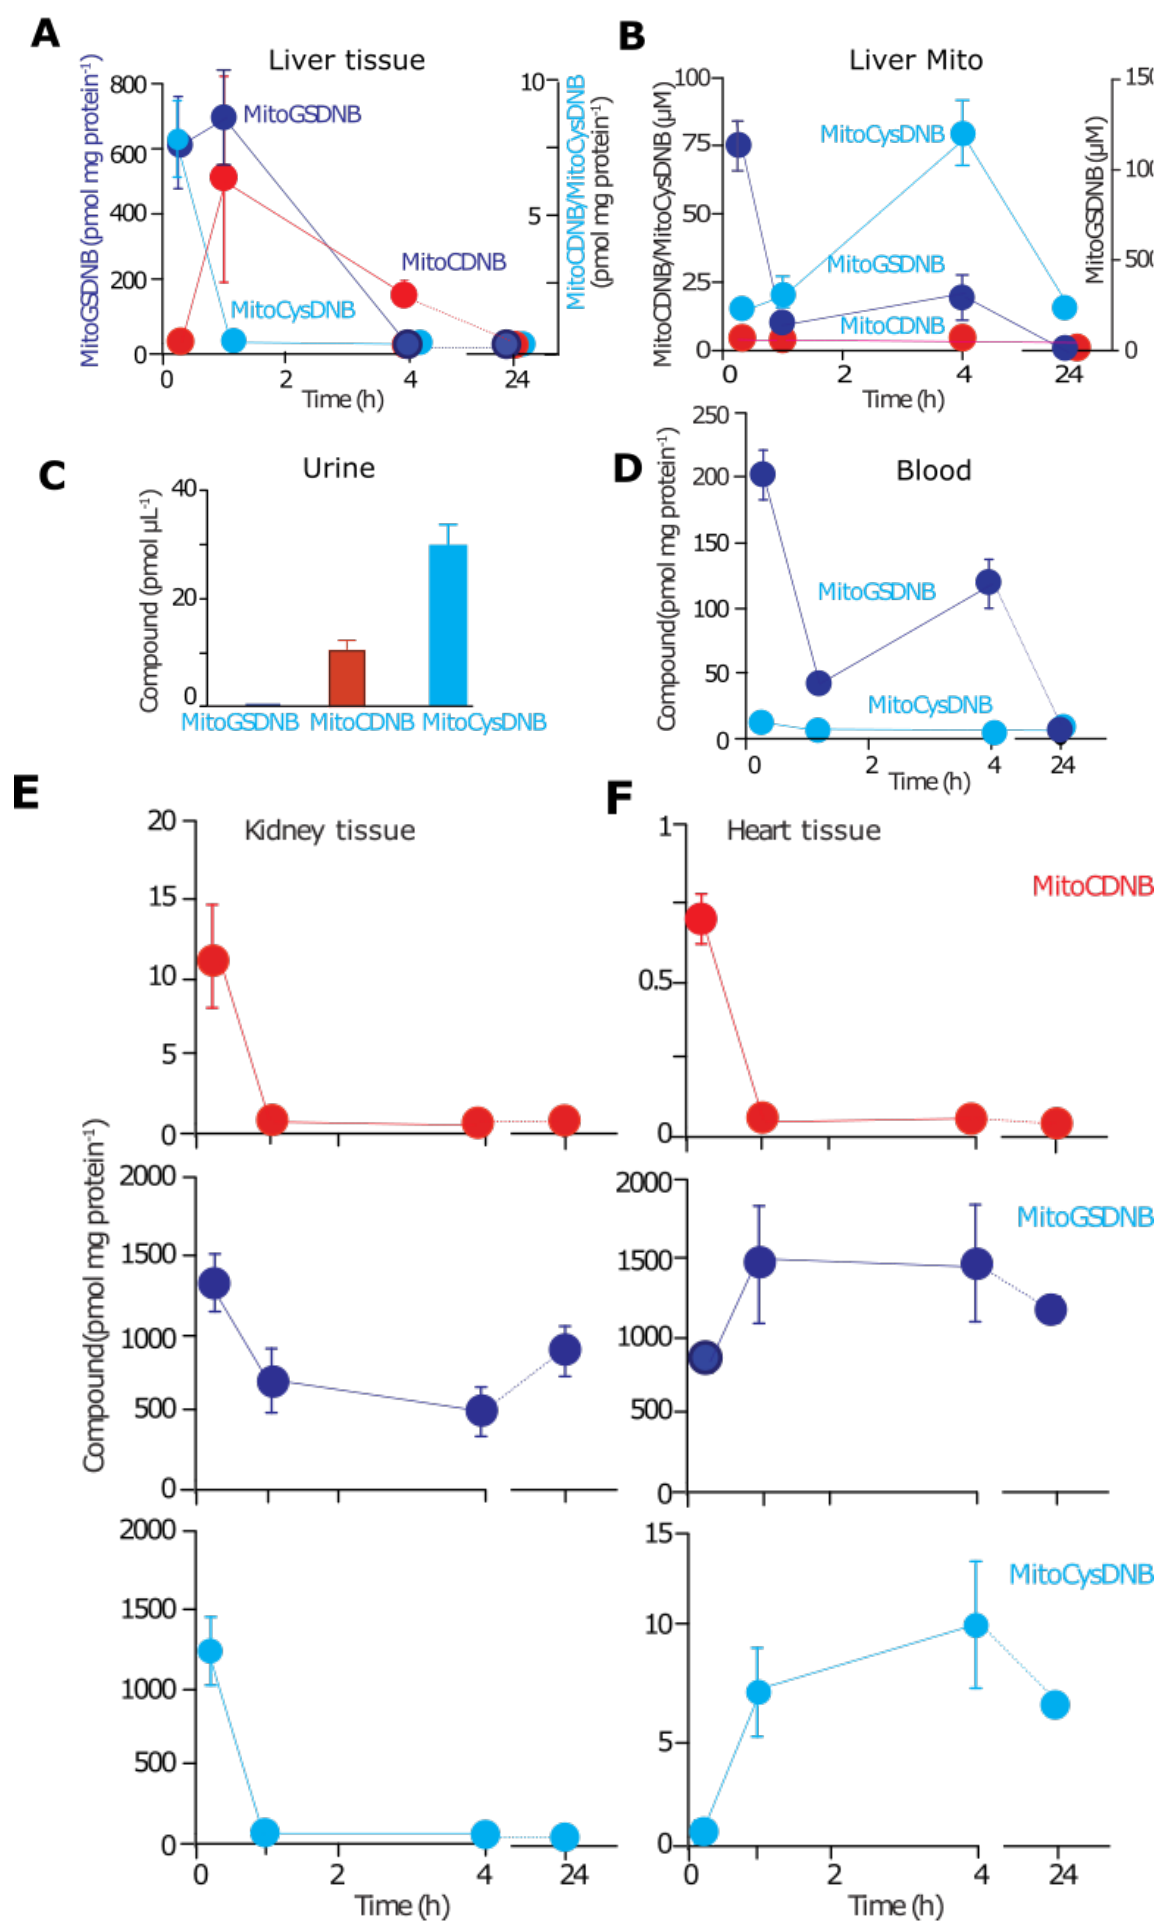 A
Liver tissue
MitoGSDNB (pmol mg protein⁻¹)
800
600
400
200
0
MitoGSDNB
MitoCDNB
MitoCysDNB
10
5
MitoCDNB/MitoCysDNB
(pmol mg protein⁻¹)
0 2 4 24
Time (h)
B
Liver Mito
MitoCDNB/MitoCysDNB (µM)
100
75
50
25
0
MitoCysDNB
MitoGSDNB
MitoCDNB
MitoGSDNB (µM)
0
0 2 4 24
Time (h)
C
Urine
Compound (pmol µL⁻¹)
40
20
0
MitoGSDNB MitoCDNB MitoCysDNB
D
Blood
Compound(pmol mg protein⁻¹)
250
200
150
100
50
0
MitoGSDNB
MitoCysDNB
0 2 4 24
Time (h)
E
Kidney tissue
Compound(pmol mg protein⁻¹)
20
15
10
5
0
2000
1500
1000
500
0
2000
1500
1000
500
0
0 2 4 24
Time (h)
F
Heart tissue
1
0.5
0
MitoCDNB
2000
1500
1000
500
0
MitoGSDNB
15
10
5
0
MitoCysDNB
0 2 4 24
Time (h)